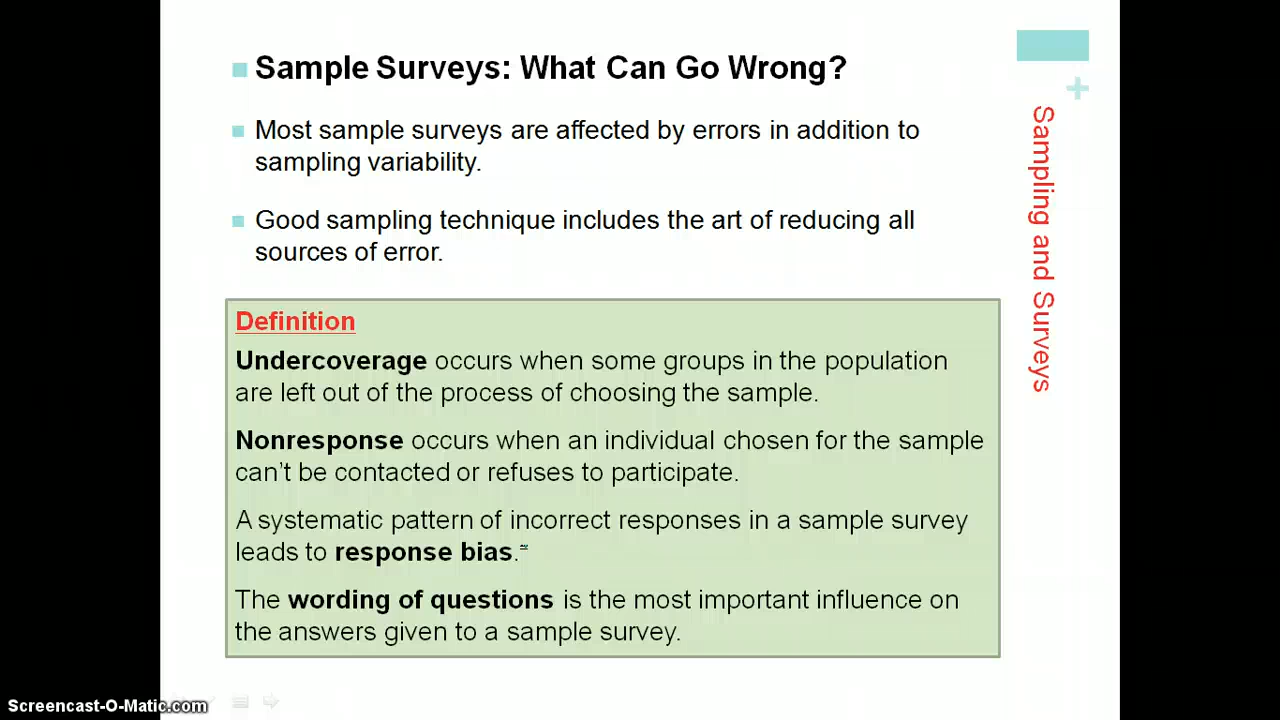 Sample Surveys: What Can Go Wrong?
Most sample surveys are affected by errors in addition to
sampling variability.
Good sampling technique includes the art of reducing all
sources of error.
Definition
Undercoverage occurs when some groups in the population
are left out of the process of choosing the sample.
Nonresponse occurs when an individual chosen for the sample
can't be contacted or refuses to participate.
A systematic pattern of incorrect responses in a sample survey
leads to response bias.
The wording of questions is the most important influence on
the answers given to a sample survey.
+
Sampling and Surveys
Screencast-O-Matic.com